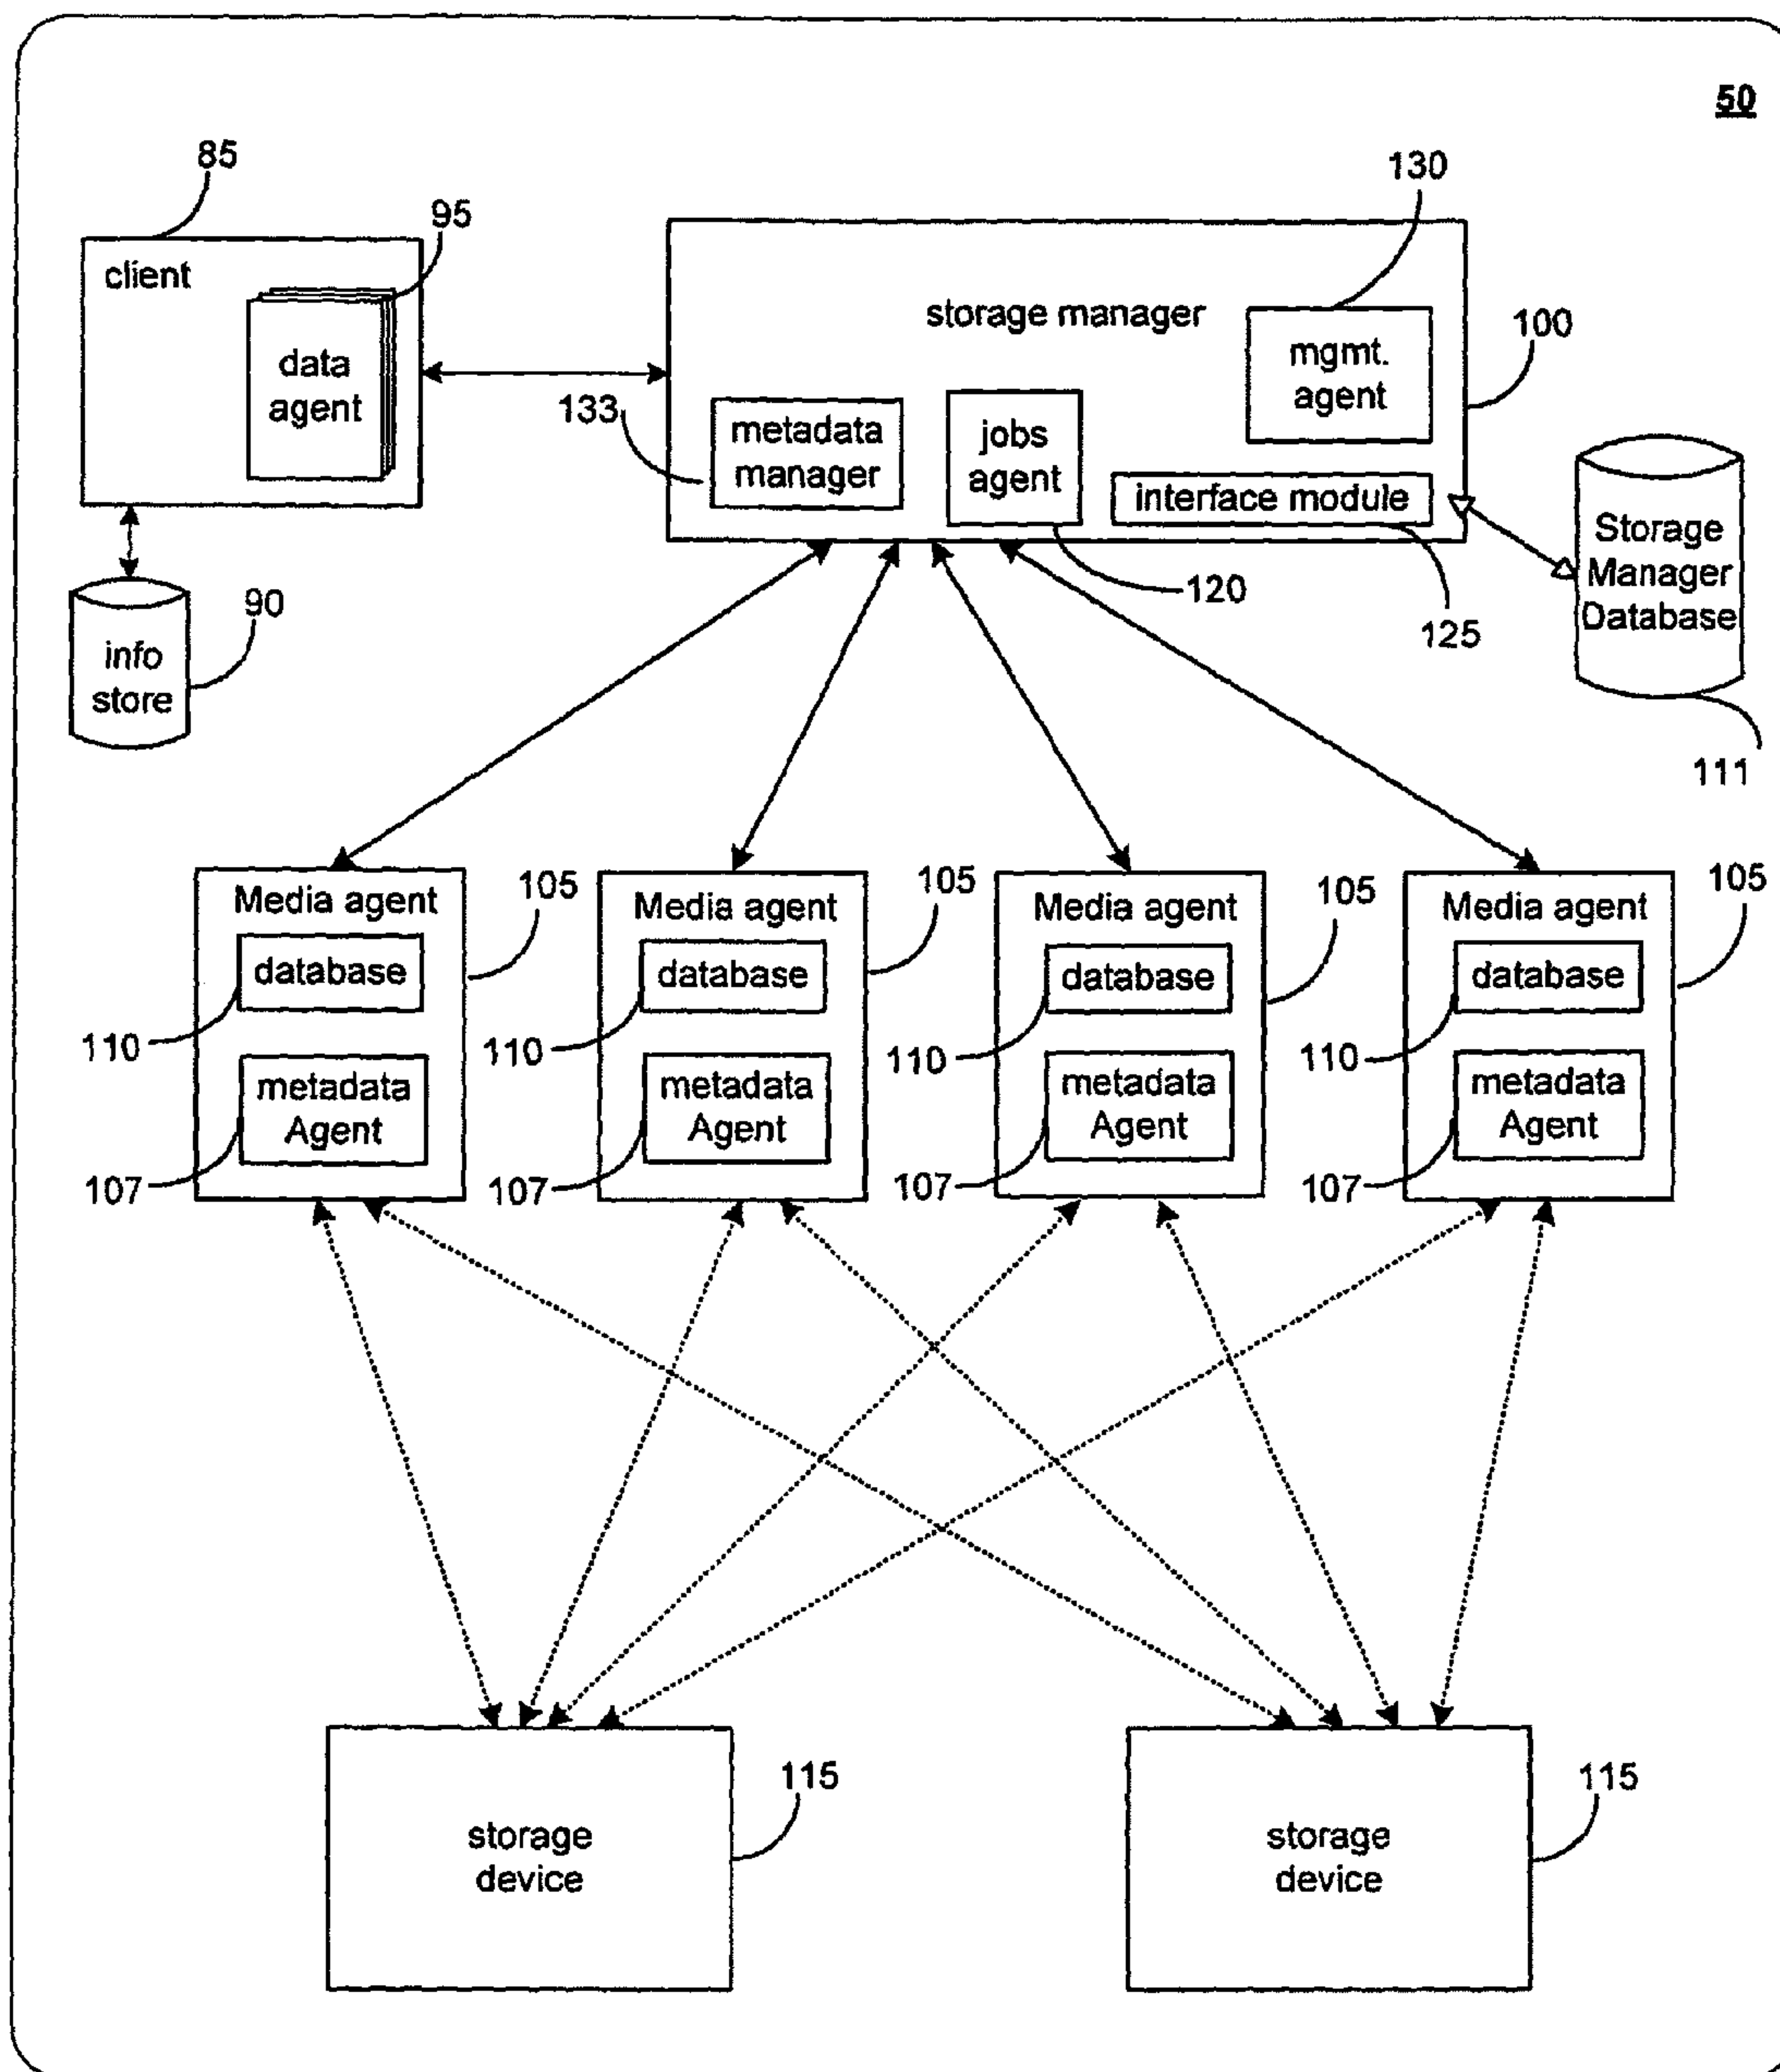 50
85
130
95
client
storage manager
100
data
agent
mgmt.
agent
133
metadata
manager
jobs
agent
interface module
Storage
Manager
Database
90
120
125
info
store
111
105
105
105
105
Media agent
Media agent
Media agent
Media agent
database
database
database
database
110
110
110
110
metadata
Agent
metadata
Agent
metadata
Agent
metadata
Agent
107
107
107
107
115
115
storage
device
storage
device